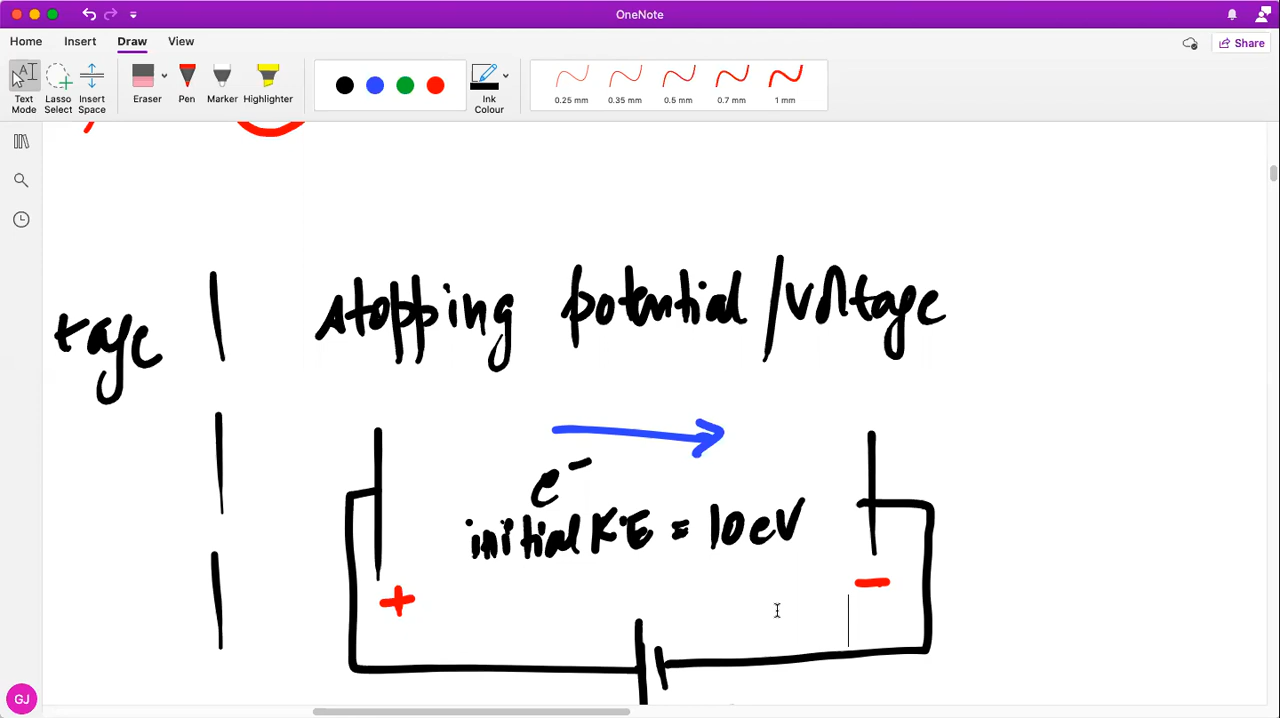 OneNote
Home Insert Draw View
Share
Text Mode
Lasso Select
Insert Space
Eraser
Pen
Marker
Highlighter
Ink Colour
0.25 mm
0.35 mm
0.5 mm
0.7 mm
1 mm
stopping potential/voltage
tage
e⁻
initial KE = 10eV
+
−
GJ